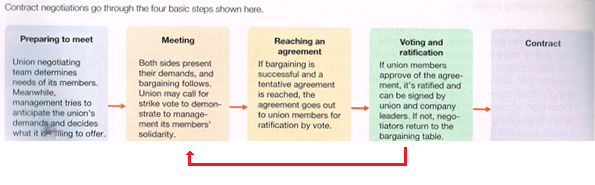 Contract negotiations go through the four basic steps shown here.
Preparing to meet
Union negotiating
team determines
needs of its members.
Meanwhile,
management tries to
anticipate the union's
demands and decides
what it is willing to offer.
Meeting
Both sides present
their demands, and
bargaining follows.
Union may call for
strike vote to demon-
strate to manage-
ment its members'
solidarity.
Reaching an
agreement
If bargaining is
successful and a
tentative agreement
is reached, the
agreement goes out
to union members for
ratification by vote.
Voting and
ratification
If union members
approve of the agree-
ment, it's ratified and
can be signed by
union and company
leaders. If not, nego-
tiators return to the
bargaining table.
Contract